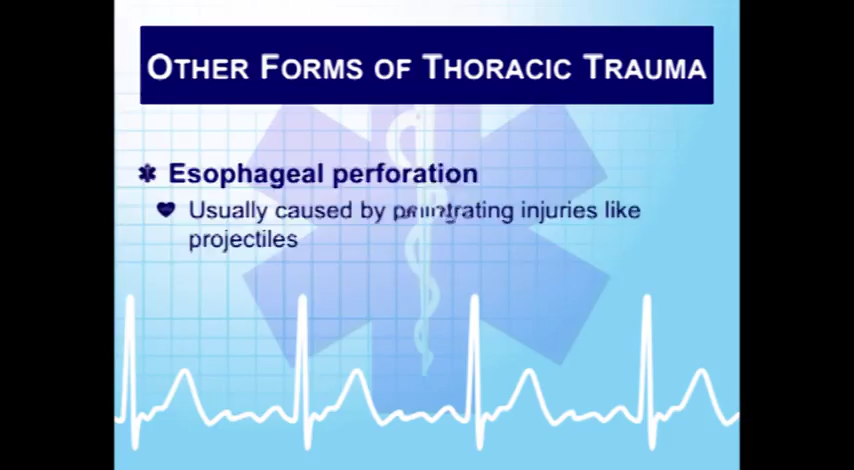 OTHER FORMS OF THORACIC TRAUMA
Esophageal perforation
Usually caused by injuries like
projectiles